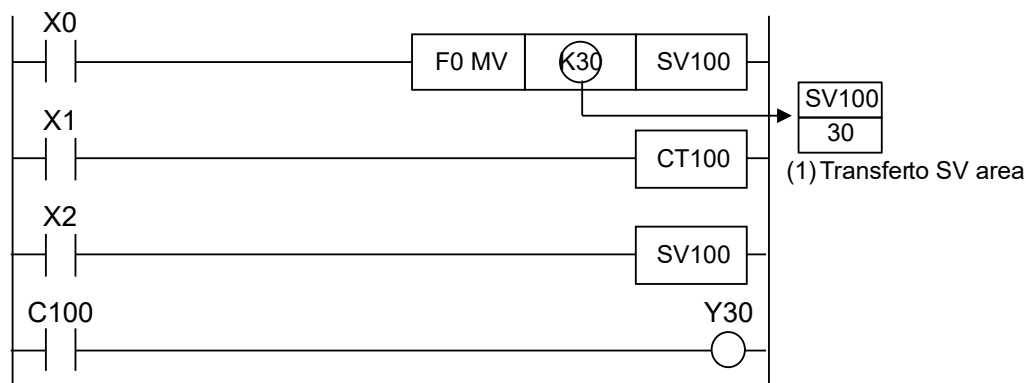 X0
F0 MV K30 SV100
SV100
X1
30
CT100
(1) Transferto SV area
X2
SV100
C100 Y30